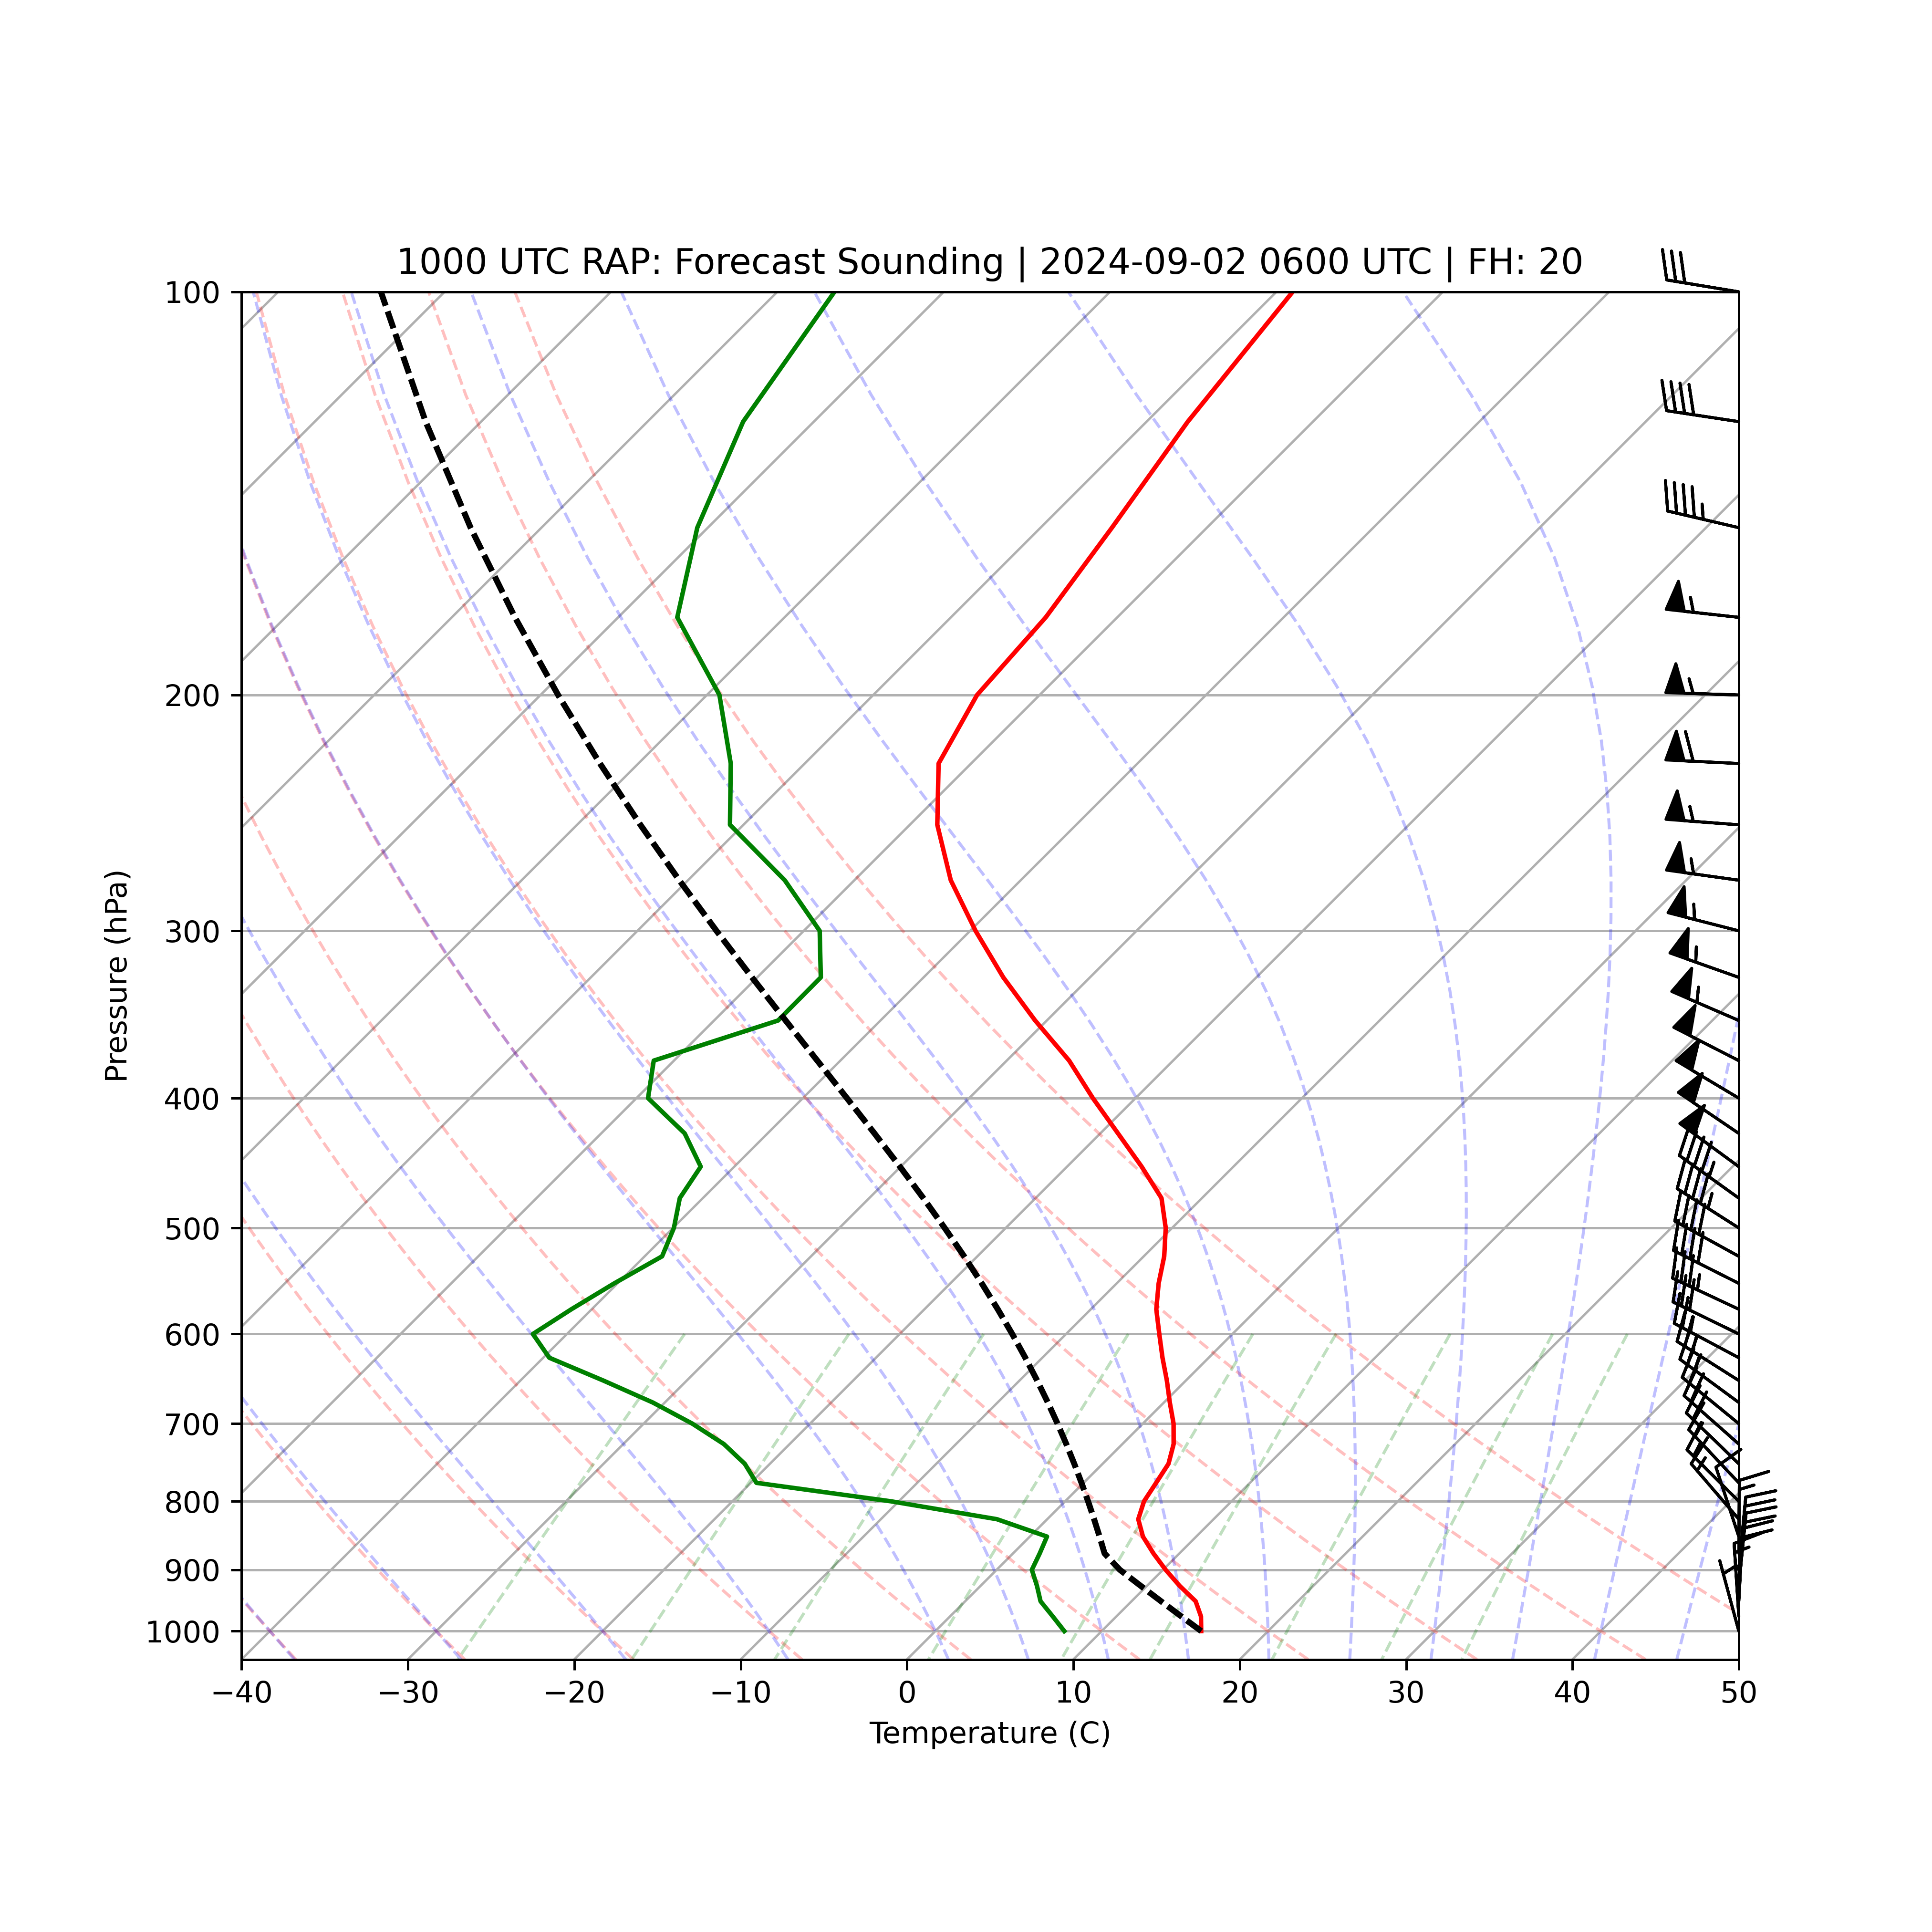 1000 UTC RAP: Forecast Sounding | 2024-09-02 0600 UTC | FH: 20
100
200
300
400
500
600
700
800
900
1000
Pressure (hPa)
−40 −30 −20 −10 0 10 20 30 40 50
Temperature (C)